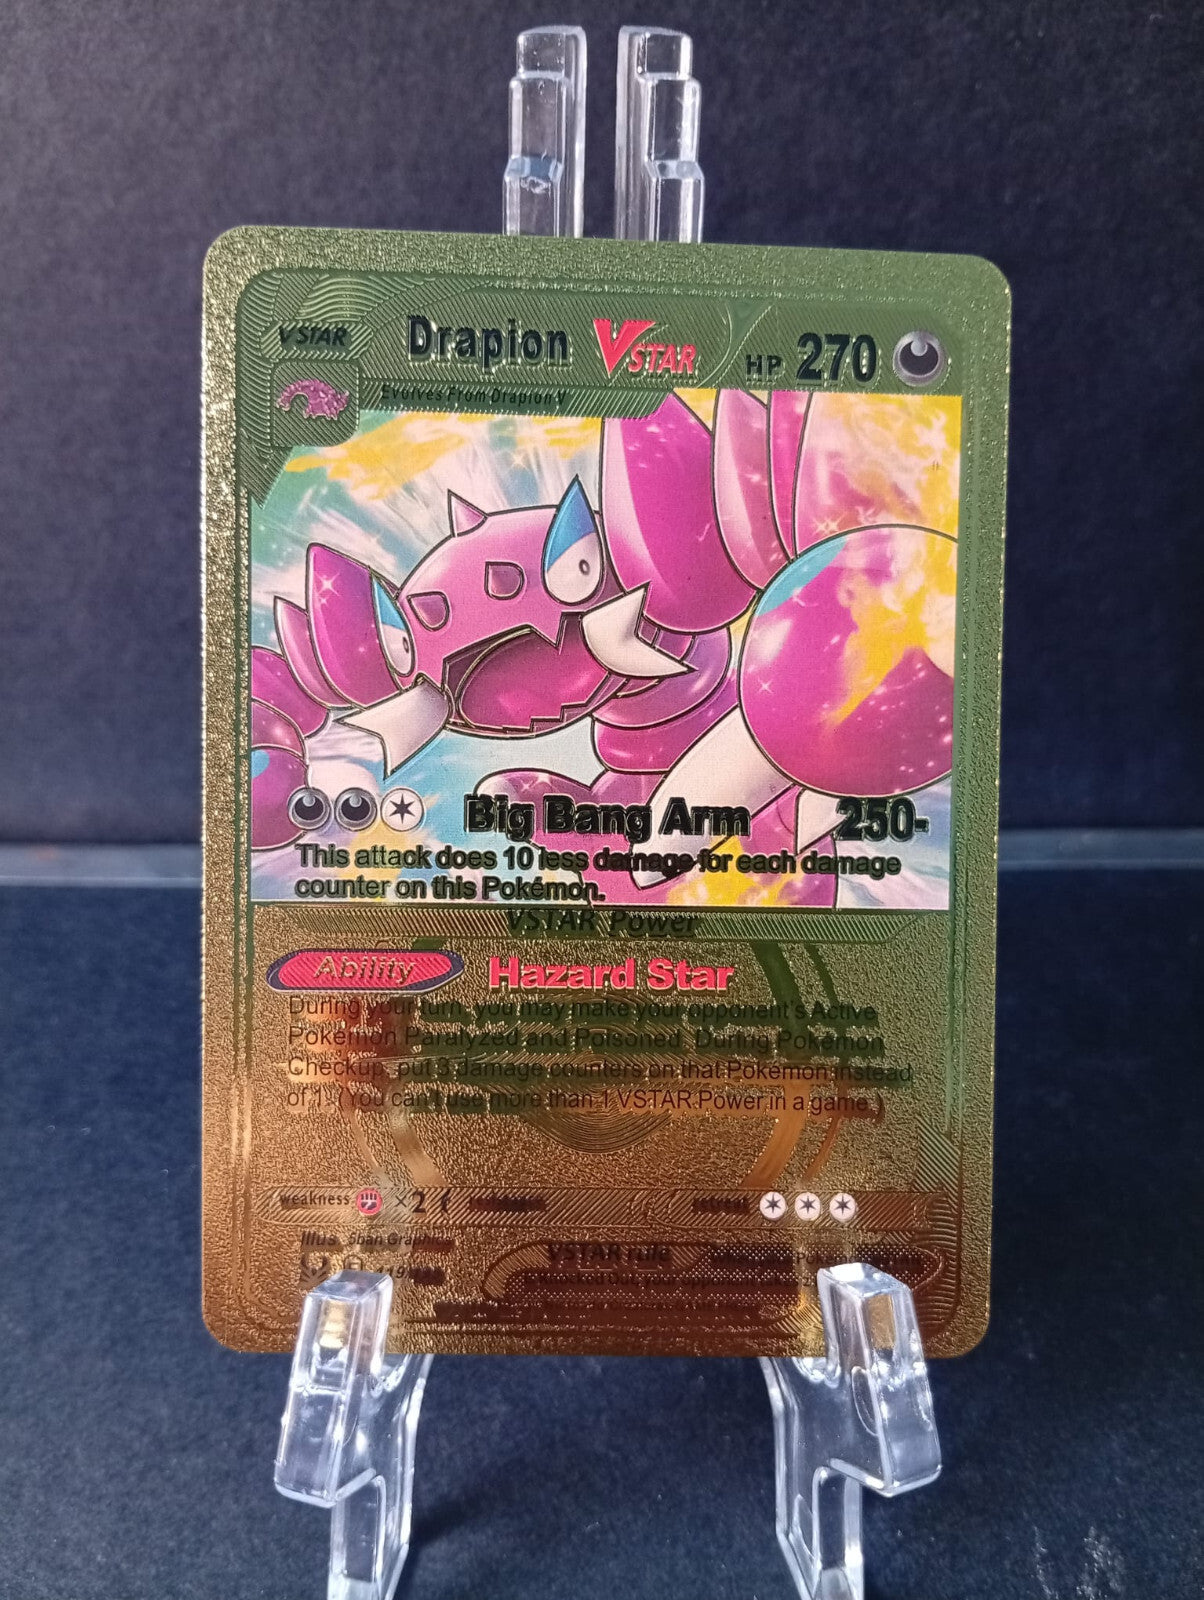 VSTAR Drapion VSTAR HP 270
Evolves From Drapion V
Big Bang Arm 250-
This attack does 10 less damage for each damage
counter on this Pokémon.
VSTAR Power
Ability Hazard Star
During your turn, you may make your opponent's Active
Pokémon Paralyzed and Poisoned. During Pokémon
Checkup, put 3 damage counters on that Pokémon instead
of 1. (You can't use more than 1 VSTAR Power in a game.)
weakness ×2 retreat
Illus. 5ban Graphics
VSTAR rule